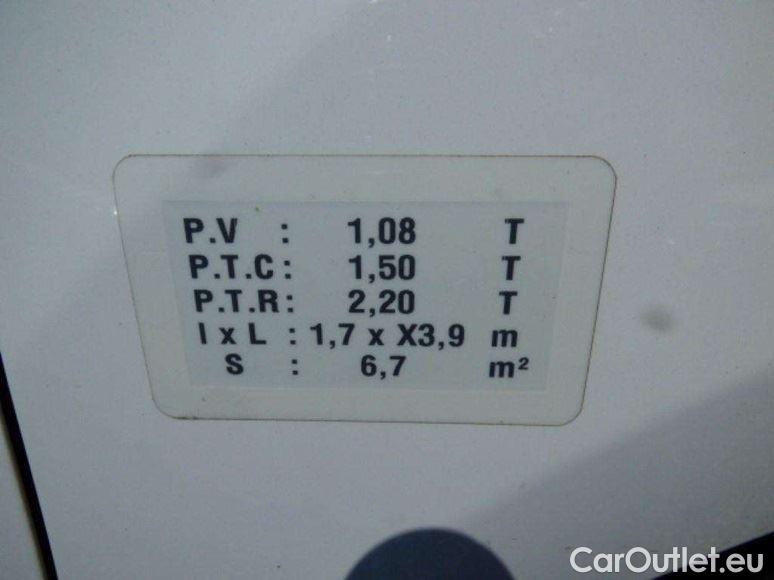 P.V : 1,08 T
P.T.C: 1,50 T
P.T.R: 2,20 T
l x L : 1,7 x X3,9 m
S : 6,7 m²
CarOutlet.eu